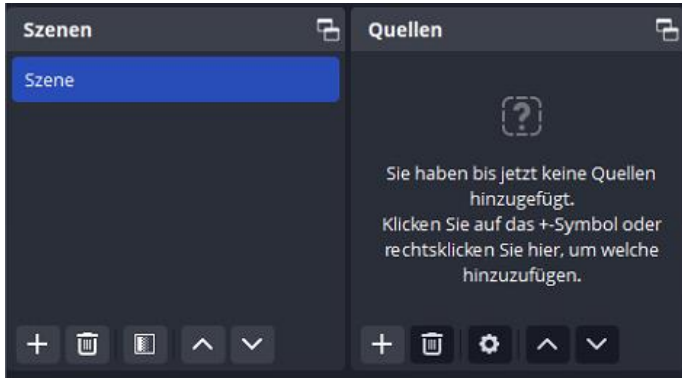 Szenen
Szene
Quellen
Sie haben bis jetzt keine Quellen
hinzugefügt.
Klicken Sie auf das +-Symbol oder
rechtsklicken Sie hier, um welche
hinzuzufügen.